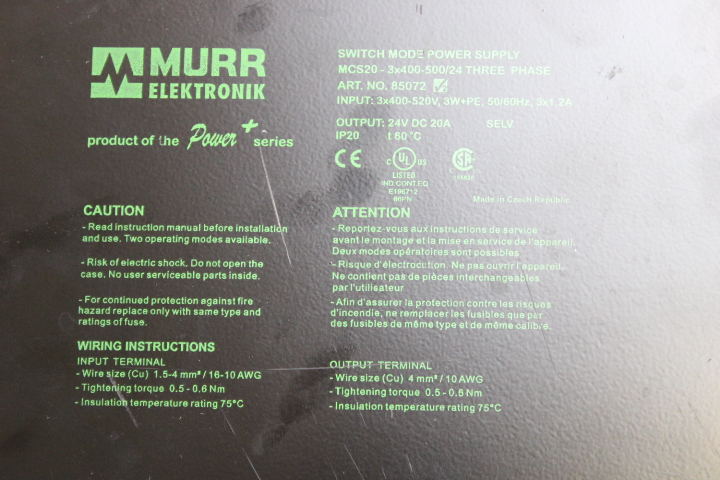 MURR
ELEKTRONIK
product of the Power+ series
SWITCH MODE POWER SUPPLY
MCS20 - 3x400-500/24 THREE PHASE
ART. NO. 85072
INPUT: 3x400-520V, 3W+PE, 50/60Hz, 3x1.2A
OUTPUT: 24V DC 20A SELV
IP20 t 60 °C
CE
c UL US
LISTED
IND.CONT.EQ
E198712
66PN
SA
Made in Czech Republic
CAUTION
- Read instruction manual before installation
and use. Two operating modes available.
- Risk of electric shock. Do not open the
case. No user serviceable parts inside.
- For continued protection against fire
hazard replace only with same type and
ratings of fuse.
ATTENTION
- Reportez-vous aux instructions de service
avant le montage et la mise en service de l'appareil.
Deux modes opérations sont possibles
- Risque d'électrocution. Ne pas ouvrir l'appareil.
Ne contient pas de pièces interchangeables
par l'utilisateur
- Afin d'assurer la protection contre les risques
d'incendie, ne remplacer les fusibles que par
des fusibles de même type et de même calibre.
WIRING INSTRUCTIONS
INPUT TERMINAL
- Wire size (Cu) 1.5-4 mm² / 16-10 AWG
- Tightening torque 0.5 - 0.6 Nm
- Insulation temperature rating 75°C
OUTPUT TERMINAL
- Wire size (Cu) 4 mm² / 10 AWG
- Tightening torque 0.5 - 0.6 Nm
- Insulation temperature rating 75°C